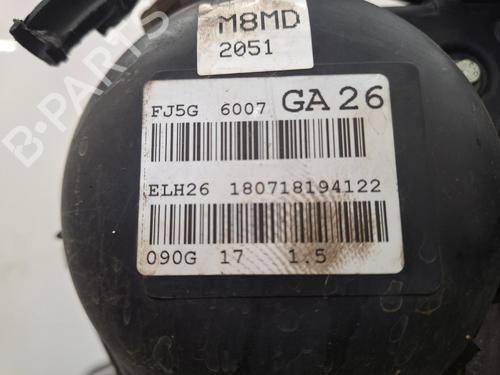 M8MD
2051
FJ5G 6007 GA 26
ELH26 180718194122
090G 17 1.5
B-PARTS